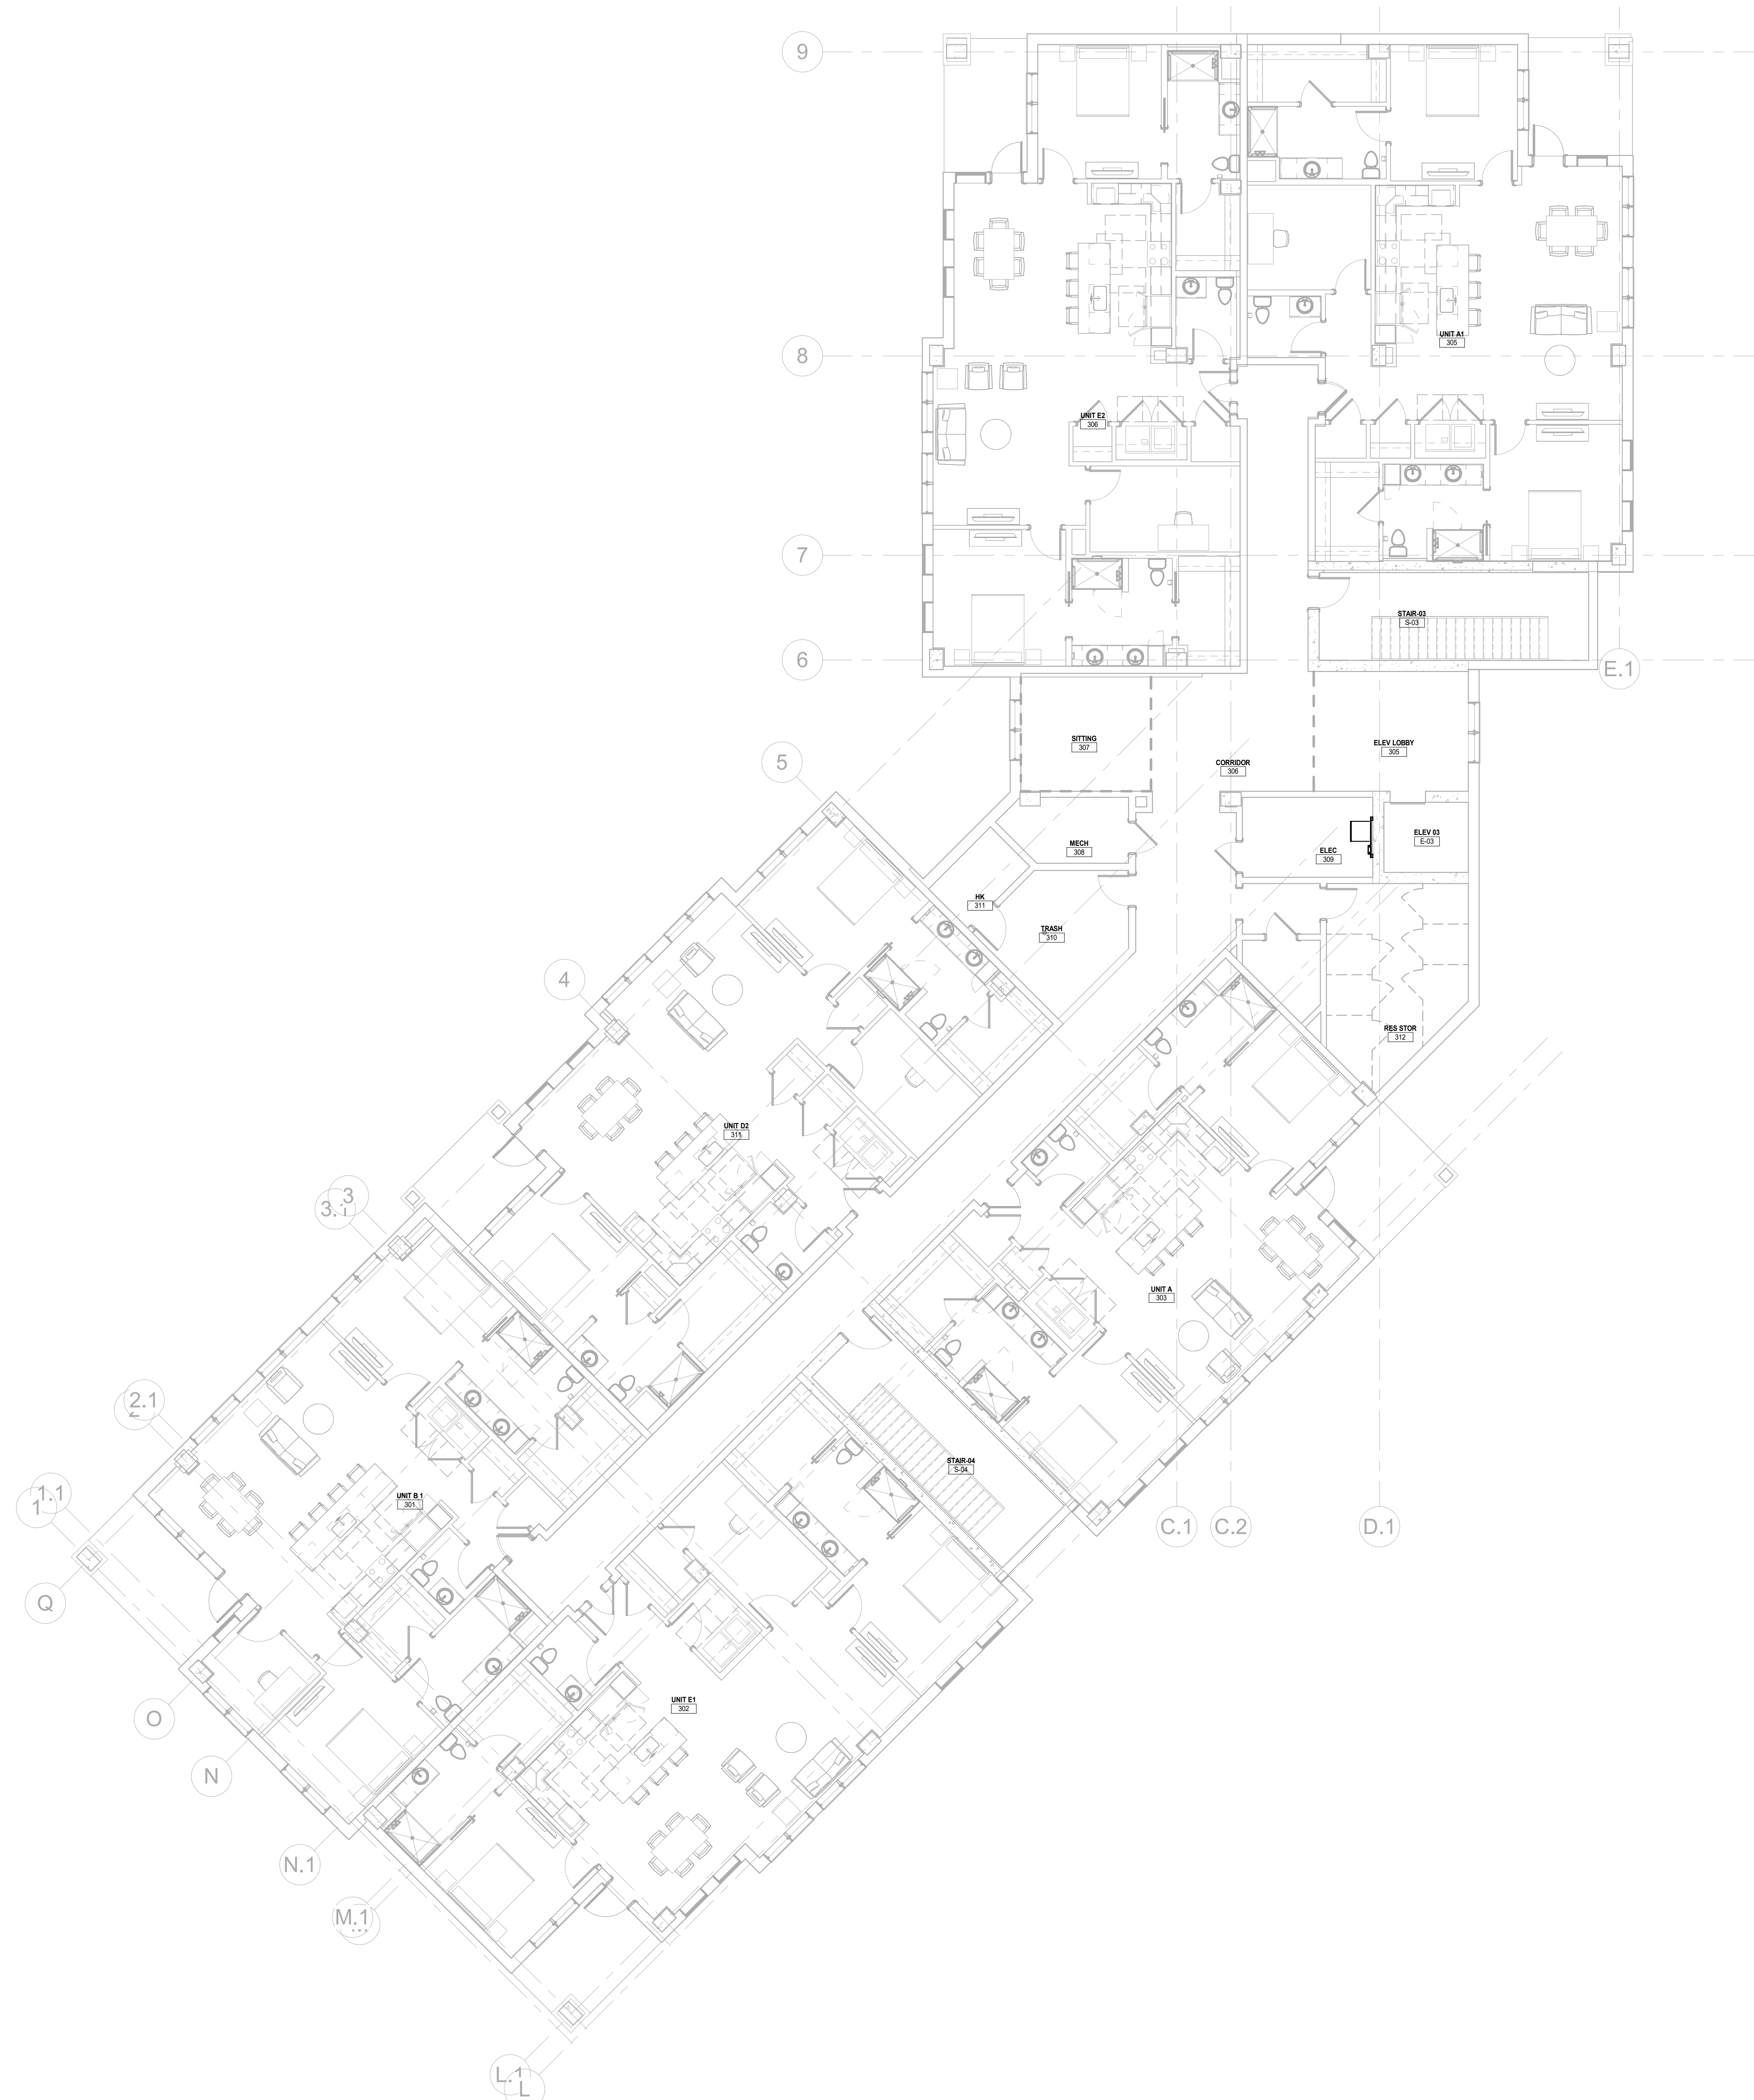 9
UNIT A1
305
8
UNIT E2
306
7
STAIR-03
S-03
6
E.1
SITTING
307
ELEV LOBBY
305
CORRIDOR
306
5
MECH
308
ELEC
309
ELEV 03
E-03
HK
311
TRASH
310
4
RES STOR
312
UNIT D2
311
3
3.1
UNIT A
303
2.1
STAIR-04
S-04
1.1
1
UNIT B 1
301
C.1
C.2
D.1
Q
UNIT E1
302
O
N
N.1
M.1
L.1
L